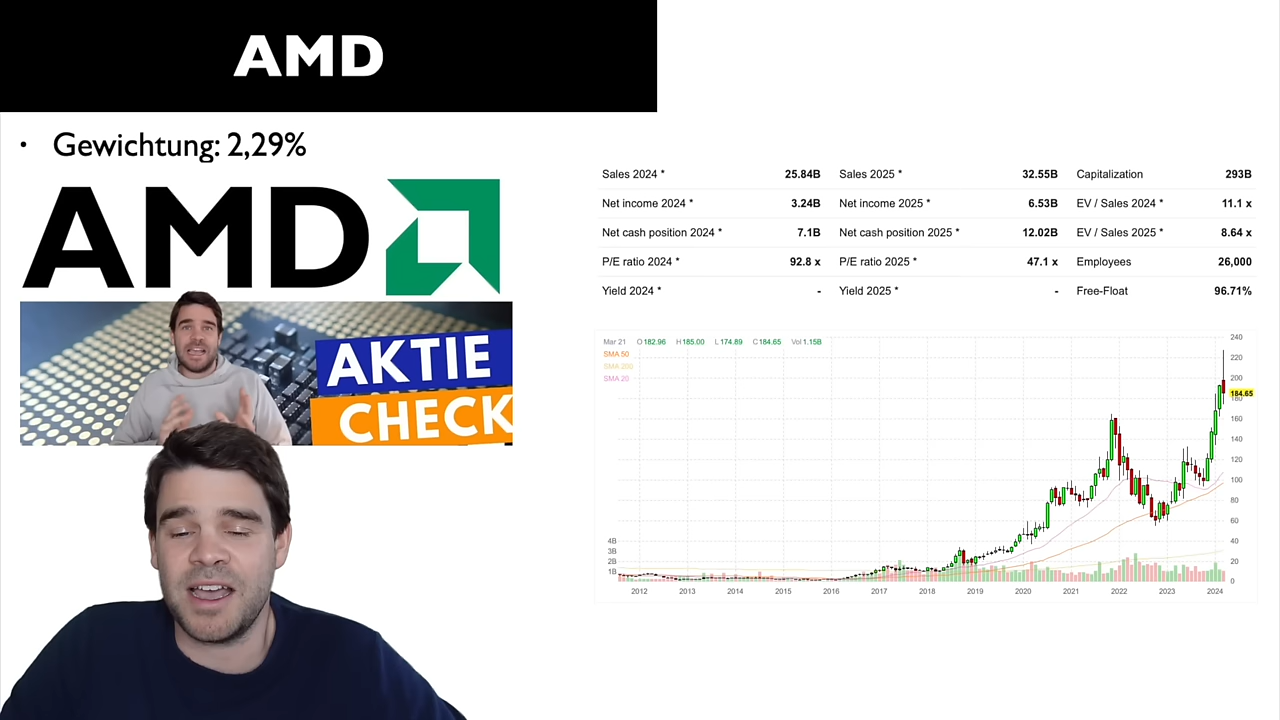 AMD
• Gewichtung: 2,29%
AMD
AKTIE
CHECK
Sales 2024 * 25.84B Sales 2025 * 32.55B Capitalization 293B
Net income 2024 * 3.24B Net income 2025 * 6.53B EV / Sales 2024 * 11.1 x
Net cash position 2024 * 7.1B Net cash position 2025 * 12.02B EV / Sales 2025 * 8.64 x
P/E ratio 2024 * 92.8 x P/E ratio 2025 * 47.1 x Employees 26,000
Yield 2024 * - Yield 2025 * - Free-Float 96.71%
Mar 21 O 182.96 H 185.00 L 174.89 C 184.65 Vol 1.15B
SMA 50
SMA 200
SMA 20
240
220
200
184.65
180
160
140
120
100
80
60
40
20
0
4B
3B
2B
1B
2012 2013 2014 2015 2016 2017 2018 2019 2020 2021 2022 2023 2024